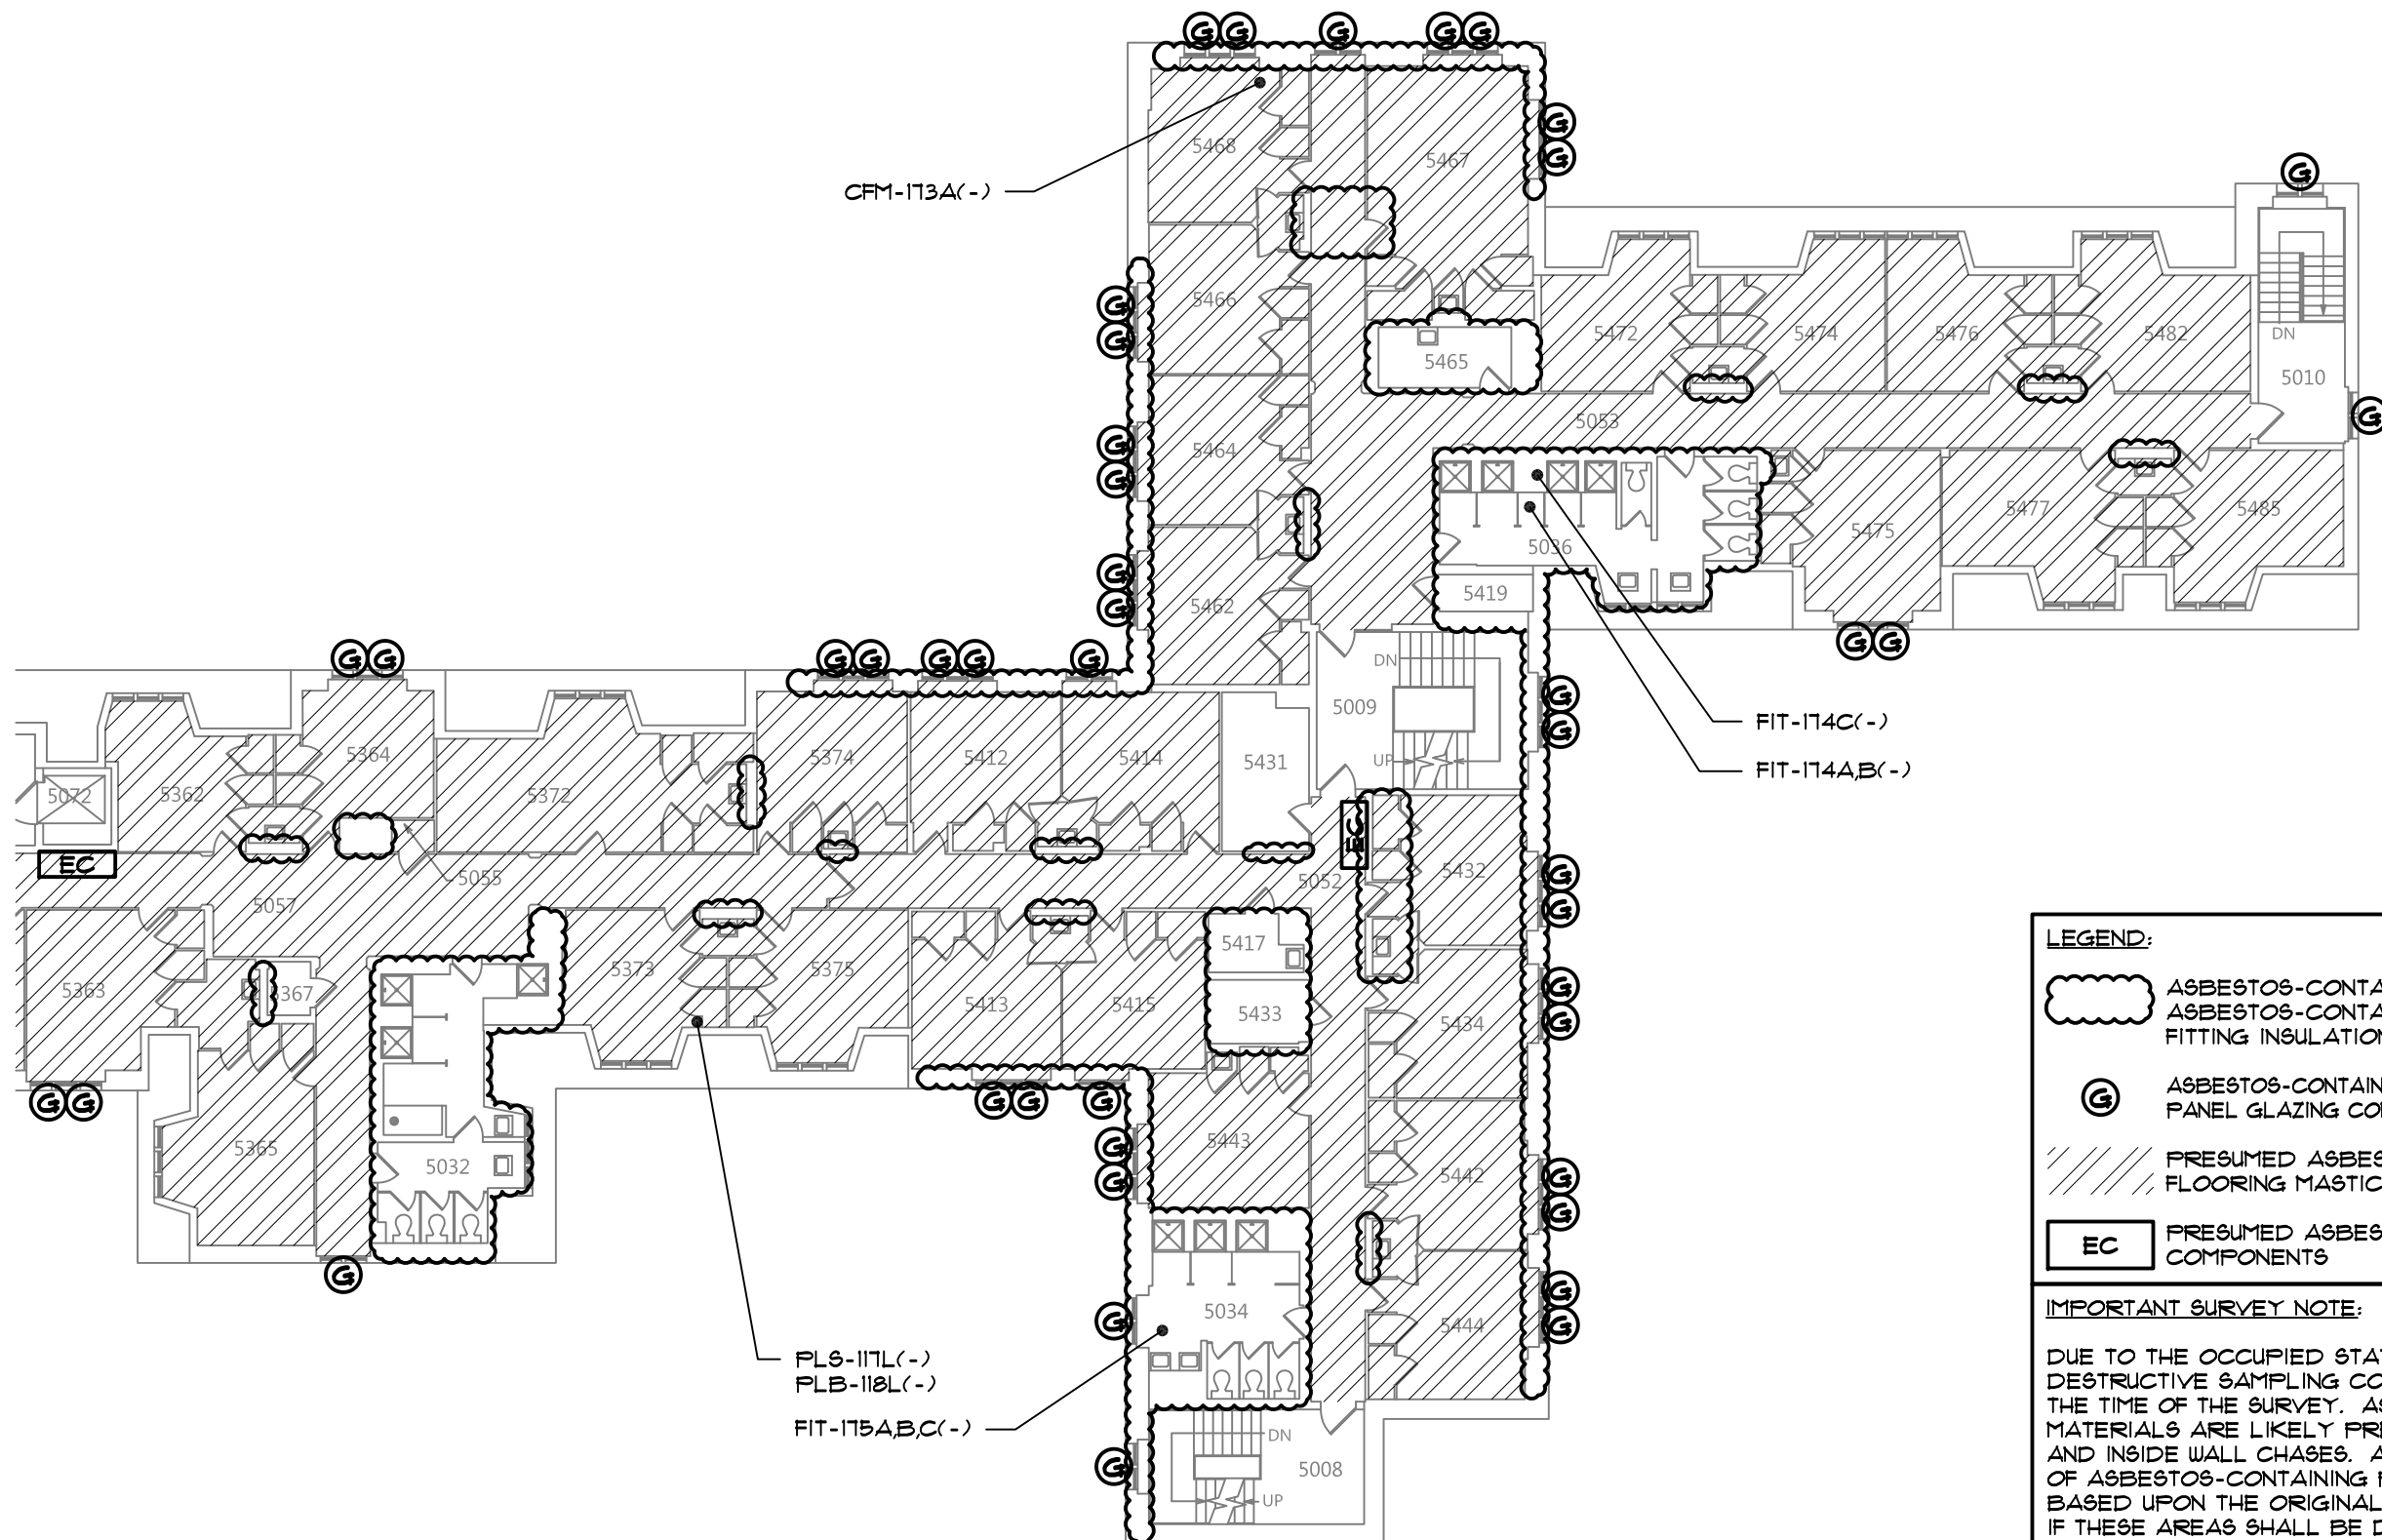 G G G G G
G
G
CFM-173A(-)
5468
5467
G
5466
G
G
5472
5474
5476
5482
DN
5010
5465
G
5053
G
G
5464
5036
5475
5477
5485
G
G
5462
5419
G G
G G
G G
G G
G
DN
5009
UP
G
G
FIT-174C(-)
FIT-174A,B(-)
5072
5362
5364
5372
5374
5412
5414
5431
EC
EC
5055
5057
5052
5432
G
G
5363
5367
5373
5375
5413
5415
5417
5433
5434
G
G
G G
G G
G
5365
5032
5443
5442
G
G
G
G
G
5034
5444
G
G
G
PLS-117L(-)
PLB-118L(-)
FIT-175A,B,C(-)
G
DN
5008
UP
LEGEND:
ASBESTOS-CONTA
ASBESTOS-CONTA
FITTING INSULATION
G
ASBESTOS-CONTAIN
PANEL GLAZING CO
PRESUMED ASBES
FLOORING MASTIC
EC
PRESUMED ASBES
COMPONENTS
IMPORTANT SURVEY NOTE:
DUE TO THE OCCUPIED STA
DESTRUCTIVE SAMPLING CO
THE TIME OF THE SURVEY. AS
MATERIALS ARE LIKELY PRE
AND INSIDE WALL CHASES. A
OF ASBESTOS-CONTAINING
BASED UPON THE ORIGINAL
IF THESE AREAS SHALL BE D